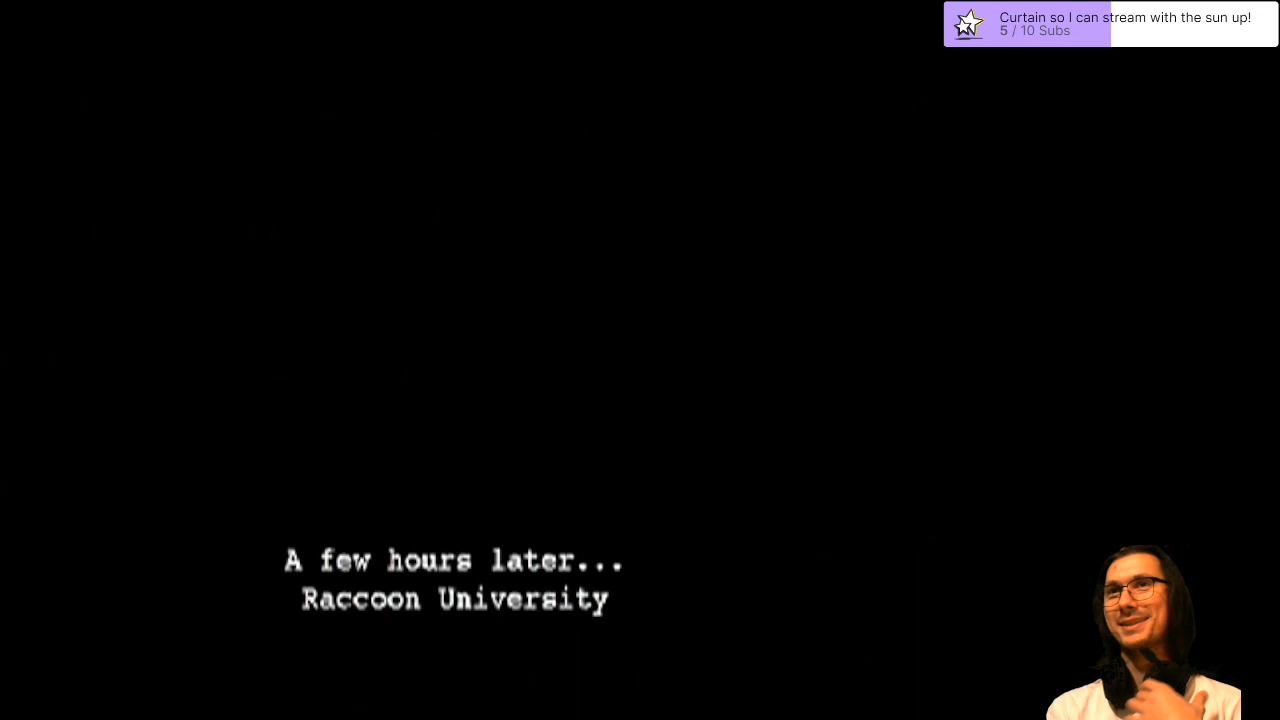 Curtain so I can stream with the sun up!
5 / 10 Subs
A few hours later...
Raccoon University